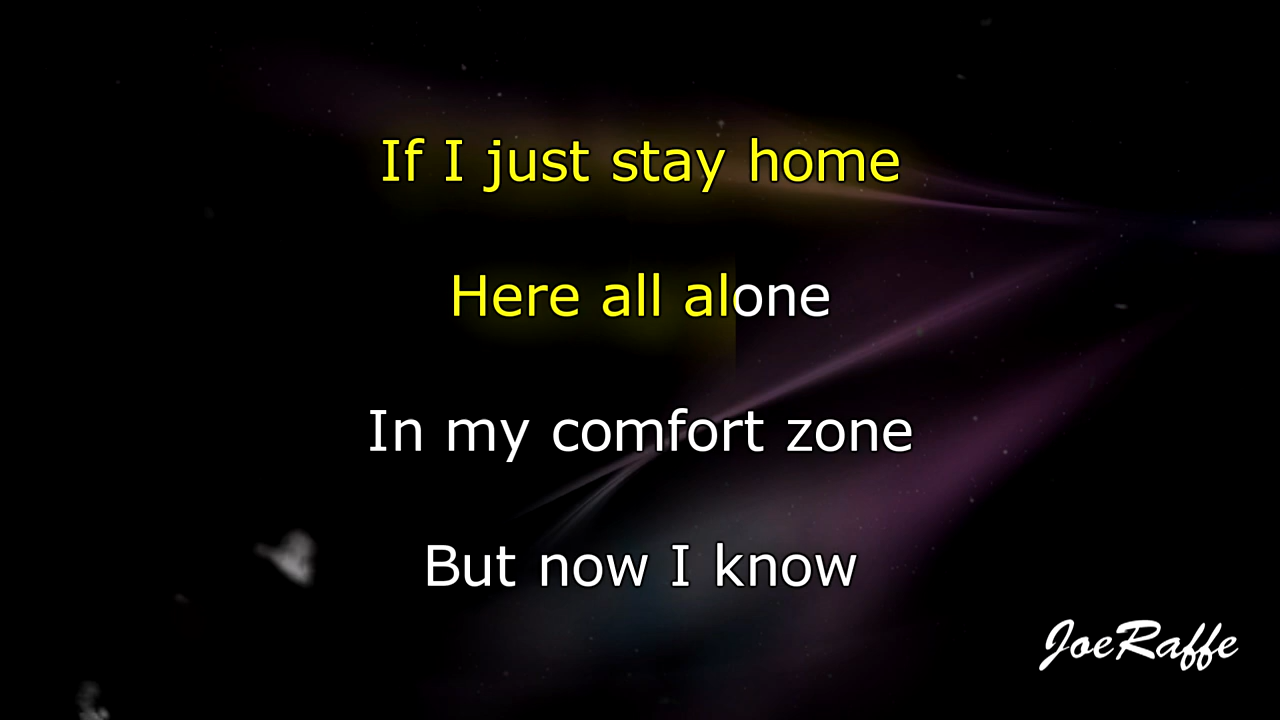 If I just stay home
Here all alone
In my comfort zone
But now I know
JoeRaffe